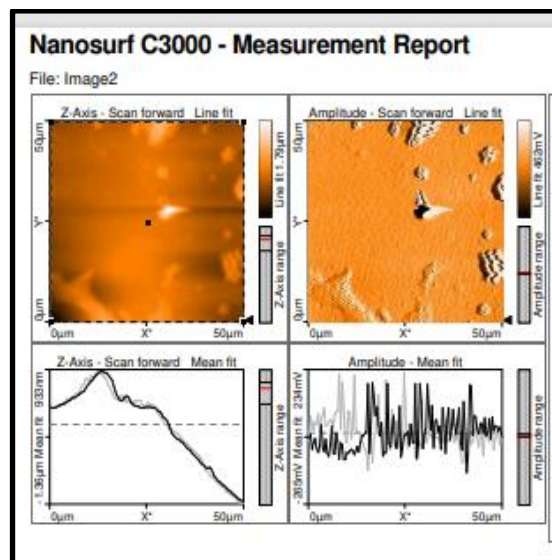 Nanosurf C3000 - Measurement Report
File: Image2
Z-Axis - Scan forward Line fit
50µm
Y*
0µm
0µm X* 50µm
Line fit 1.79µm
Z-Axis range
Amplitude - Scan forward Line fit
50µm
Y*
0µm
0µm X* 50µm
Line fit 462mV
Amplitude range
Z-Axis - Scan forward Mean fit
-1.36µm Mean fit 933nm
0µm X* 50µm
Z-Axis range
Amplitude - Mean fit
-265mV Mean fit 234mV
0µm X* 50µm
Amplitude range